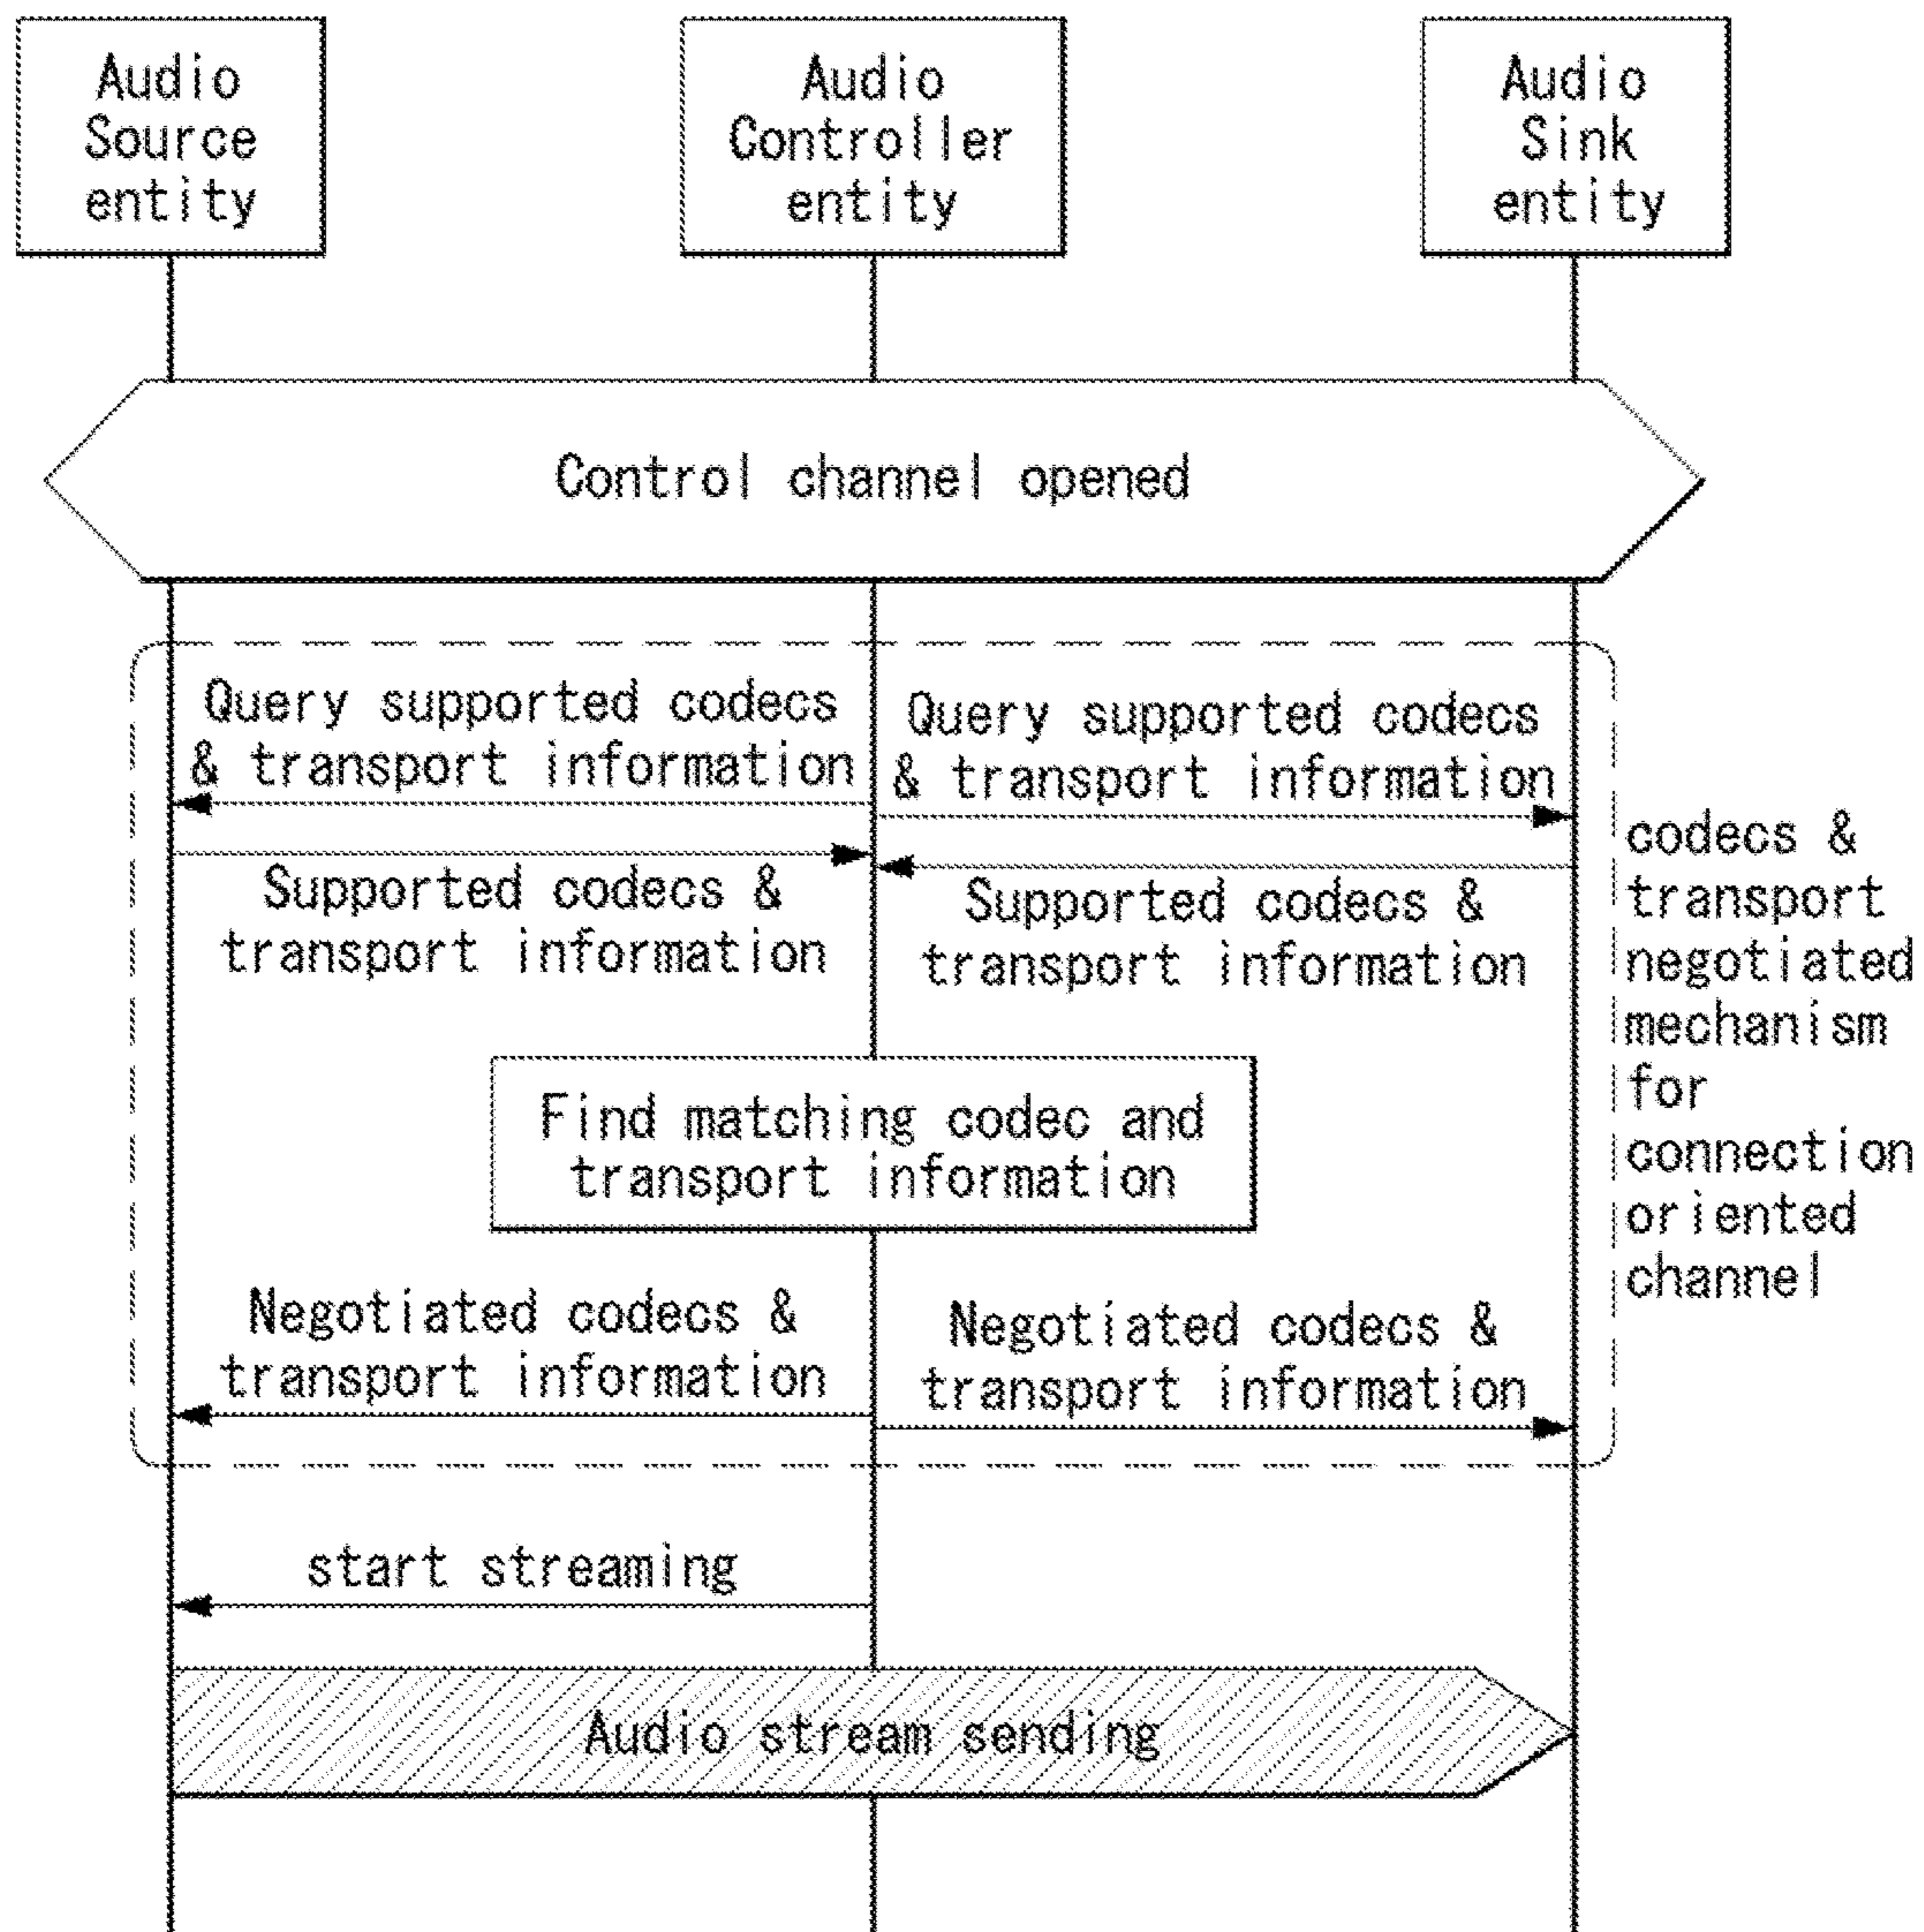 Audio
Source
entity
Audio
Controller
entity
Audio
Sink
entity
Control channel opened
Query supported codecs
& transport information
Query supported codecs
& transport information
Supported codecs &
transport information
Supported codecs &
transport information
codecs &
transport
negotiated
mechanism
for
connection
oriented
channel
Find matching codec and
transport information
Negotiated codecs &
transport information
Negotiated codecs &
transport information
start streaming
Audio stream sending